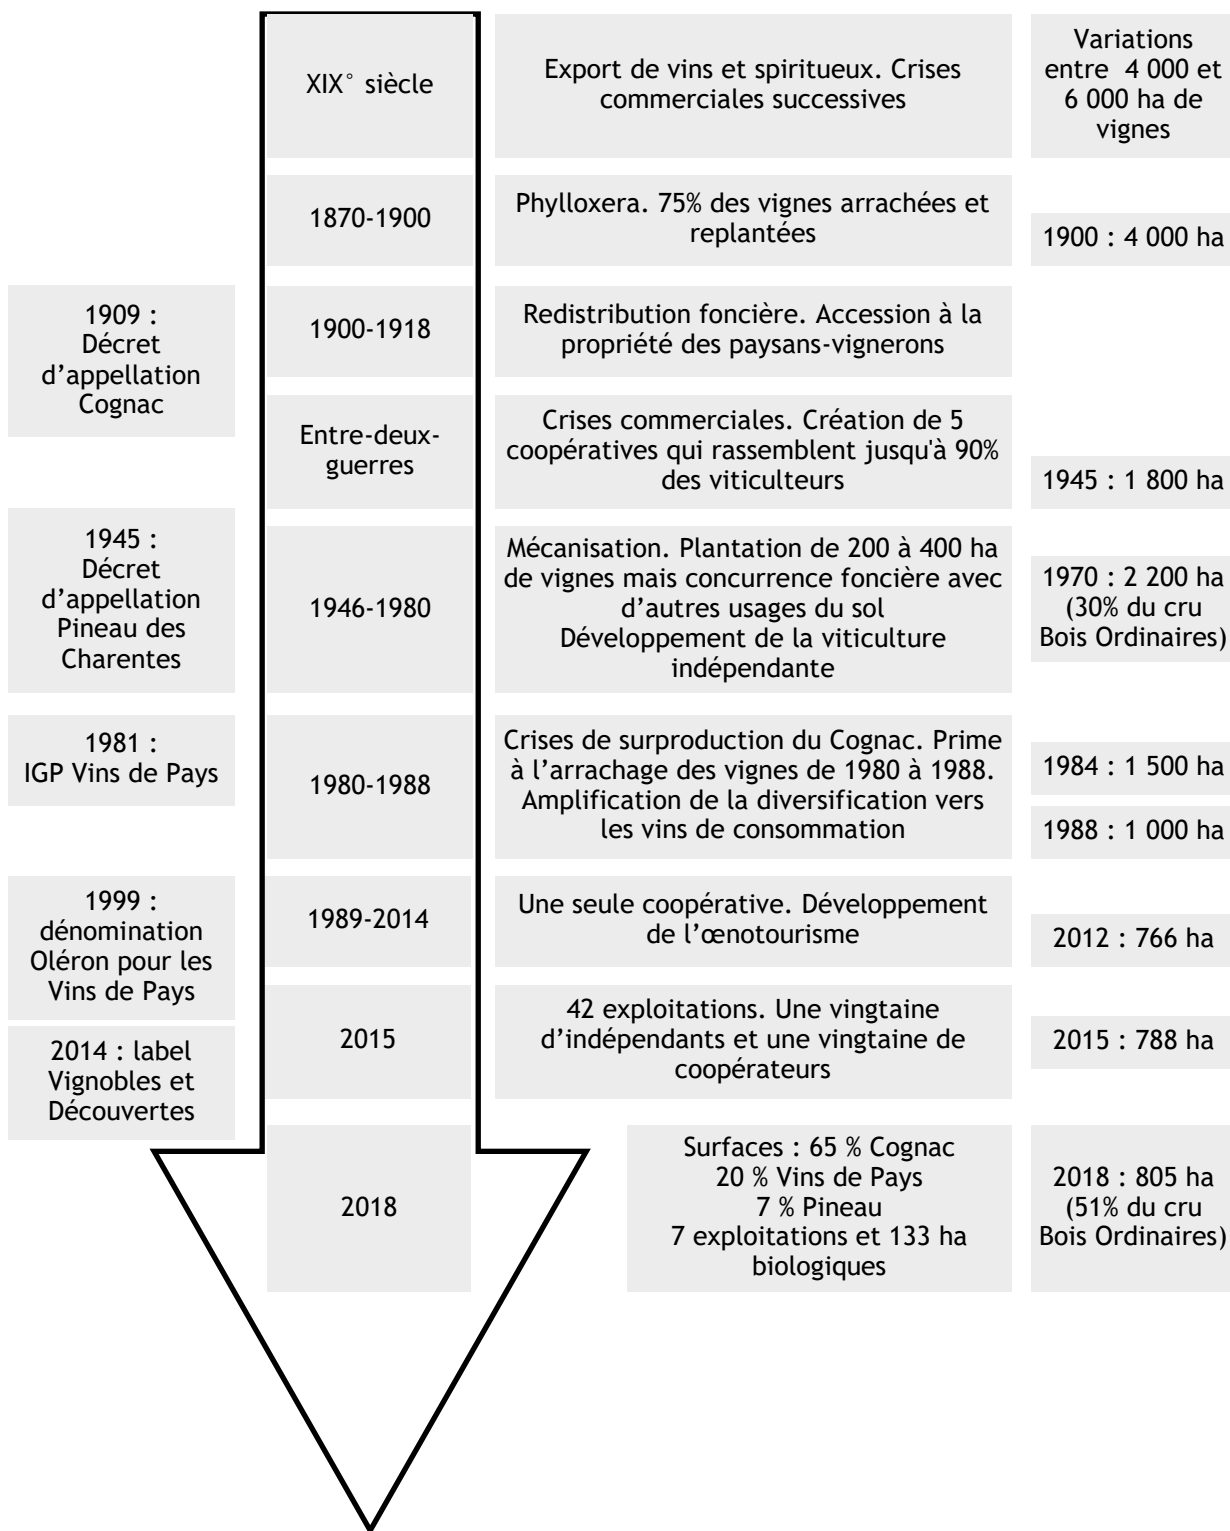 XIX° siècle
Export de vins et spiritueux. Crises
commerciales successives
Variations
entre 4 000 et
6 000 ha de
vignes
1870-1900
Phylloxera. 75% des vignes arrachées et
replantées
1900 : 4 000 ha
1909 :
Décret
d’appellation
Cognac
1900-1918
Redistribution foncière. Accession à la
propriété des paysans-vignerons
Entre-deux-
guerres
Crises commerciales. Création de 5
coopératives qui rassemblent jusqu'à 90%
des viticulteurs
1945 : 1 800 ha
1945 :
Décret
d’appellation
Pineau des
Charentes
1946-1980
Mécanisation. Plantation de 200 à 400 ha
de vignes mais concurrence foncière avec
d’autres usages du sol
Développement de la viticulture
indépendante
1970 : 2 200 ha
(30% du cru
Bois Ordinaires)
1981 :
IGP Vins de Pays
1980-1988
Crises de surproduction du Cognac. Prime
à l’arrachage des vignes de 1980 à 1988.
Amplification de la diversification vers
les vins de consommation
1984 : 1 500 ha
1988 : 1 000 ha
1999 :
dénomination
Oléron pour les
Vins de Pays
1989-2014
Une seule coopérative. Développement
de l’œnotourisme
2012 : 766 ha
2014 : label
Vignobles et
Découvertes
2015
42 exploitations. Une vingtaine
d’indépendants et une vingtaine de
coopérateurs
2015 : 788 ha
2018
Surfaces : 65 % Cognac
20 % Vins de Pays
7 % Pineau
7 exploitations et 133 ha
biologiques
2018 : 805 ha
(51% du cru
Bois Ordinaires)